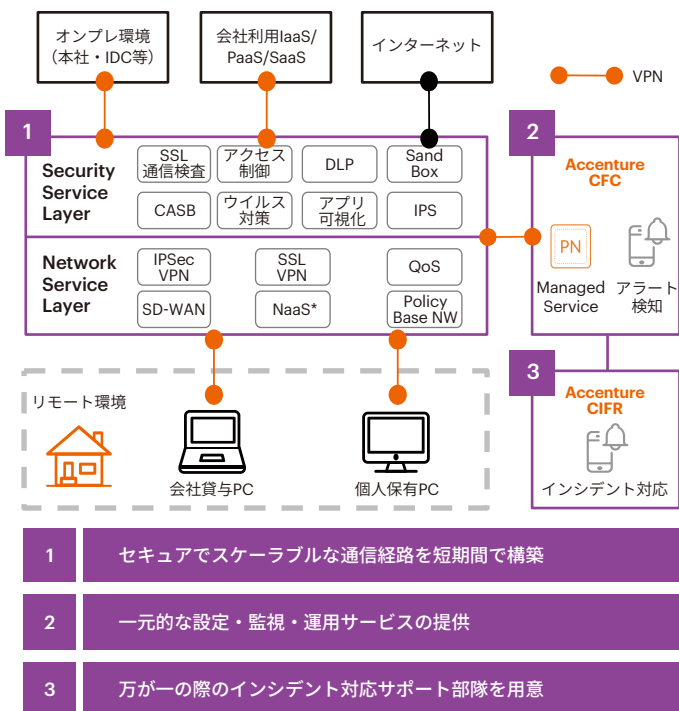 オンプレ環境
（本社・IDC等）
会社利用IaaS/
PaaS/SaaS
インターネット
VPN
1
Security
Service
Layer
SSL
通信検査
アクセス
制御
DLP
Sand
Box
CASB
ウイルス
対策
アプリ
可視化
IPS
Network
Service
Layer
IPSec
VPN
SSL
VPN
QoS
SD-WAN
NaaS*
Policy
Base NW
2
Accenture
CFC
PN
Managed
Service
アラート
検知
3
Accenture
CIFR
インシデント対応
リモート環境
会社貸与PC
個人保有PC
1 セキュアでスケーラブルな通信経路を短期間で構築
2 一元的な設定・監視・運用サービスの提供
3 万が一の際のインシデント対応サポート部隊を用意